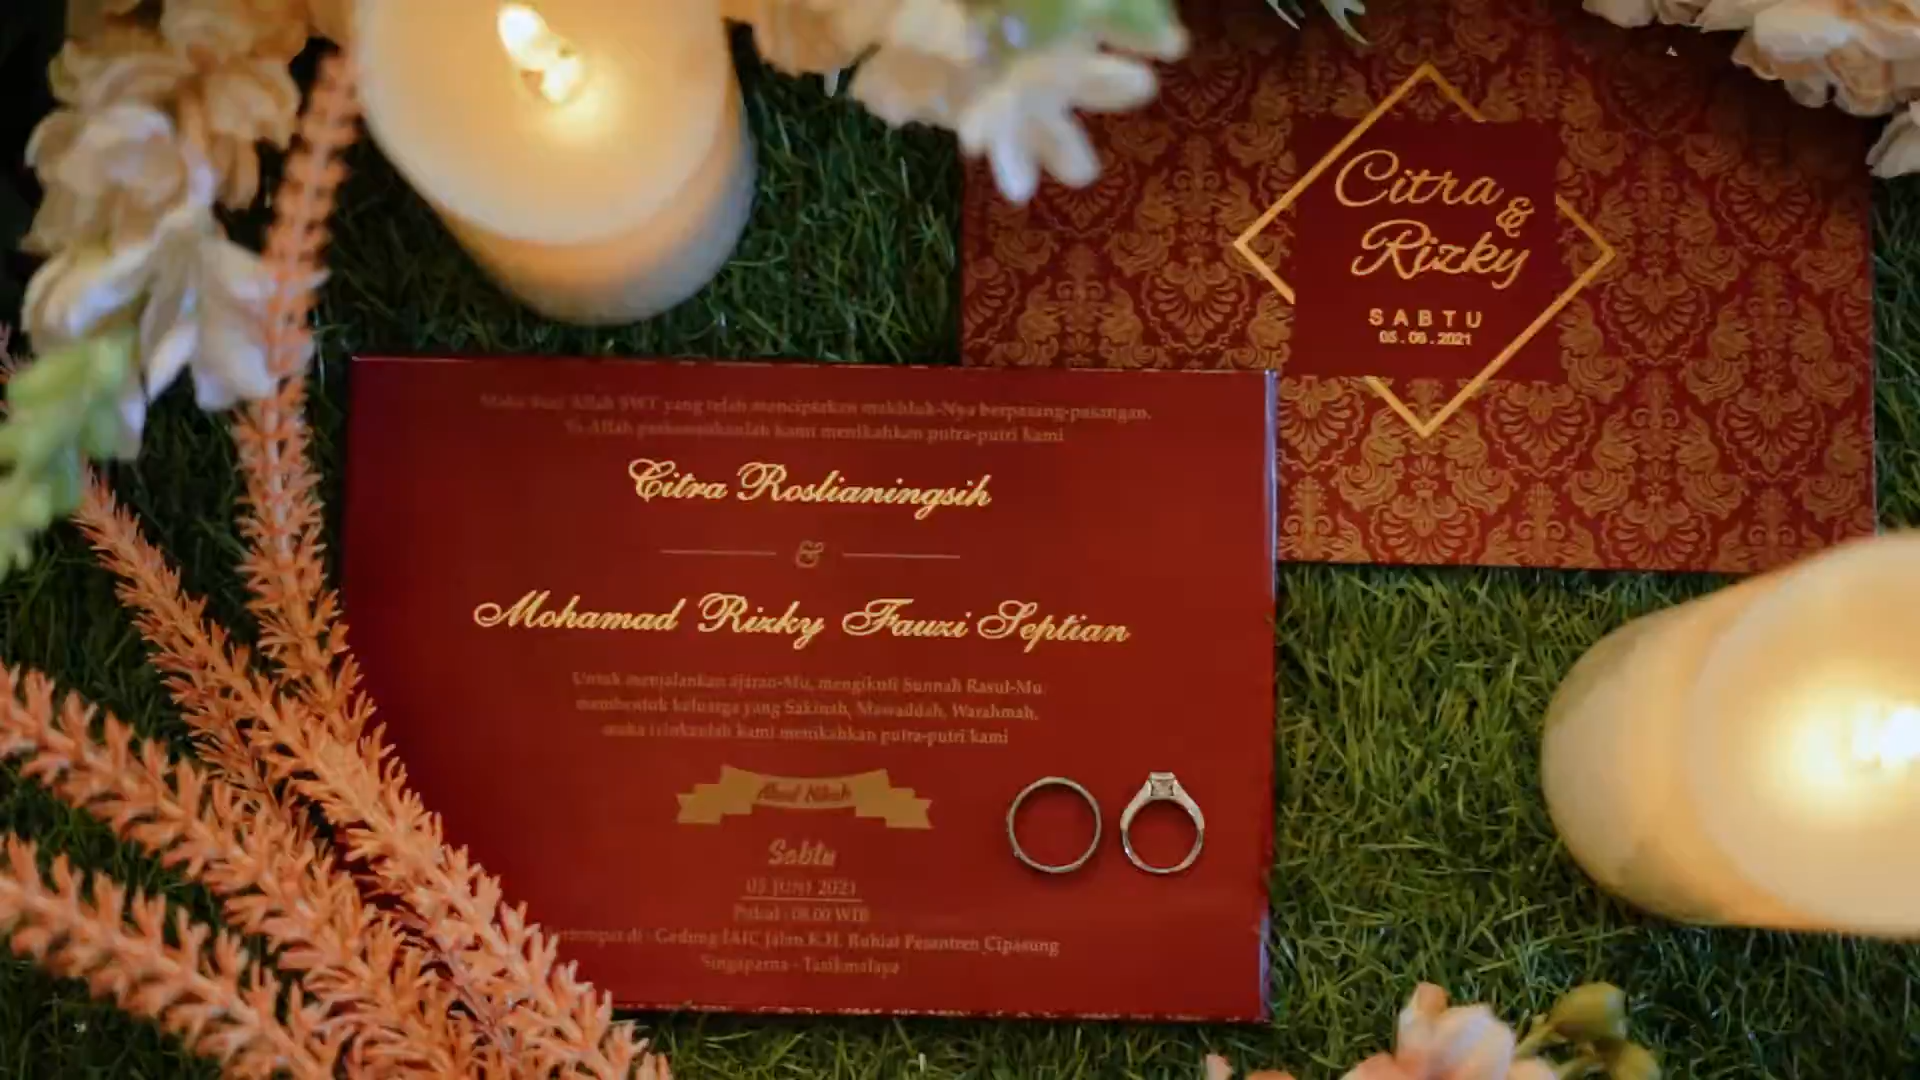 Citra
&
Rizky
SABTU
05.06.2021
Maha Suci Allah SWT yang telah menciptakan makhluk-Nya berpasang-pasangan.
Ya Allah perkenankanlah kami menikahkan putra-putri kami
Citra Roslianingsih
&
Mohamad Rizky Fauzi Septian
Untuk menjalankan ajaran-Mu, mengikuti Sunnah Rasul-Mu
membentuk keluarga yang Sakinah, Mawaddah, Warahmah,
maka izinkanlah kami menikahkan putra-putri kami
Akad Nikah
Sabtu
05 JUNI 2021
Pukul : 08.00 WIB
Bertempat di : Gedung IAIC Jalan K.H. Ruhiat Pesantren Cipasung
Singaparna - Tasikmalaya